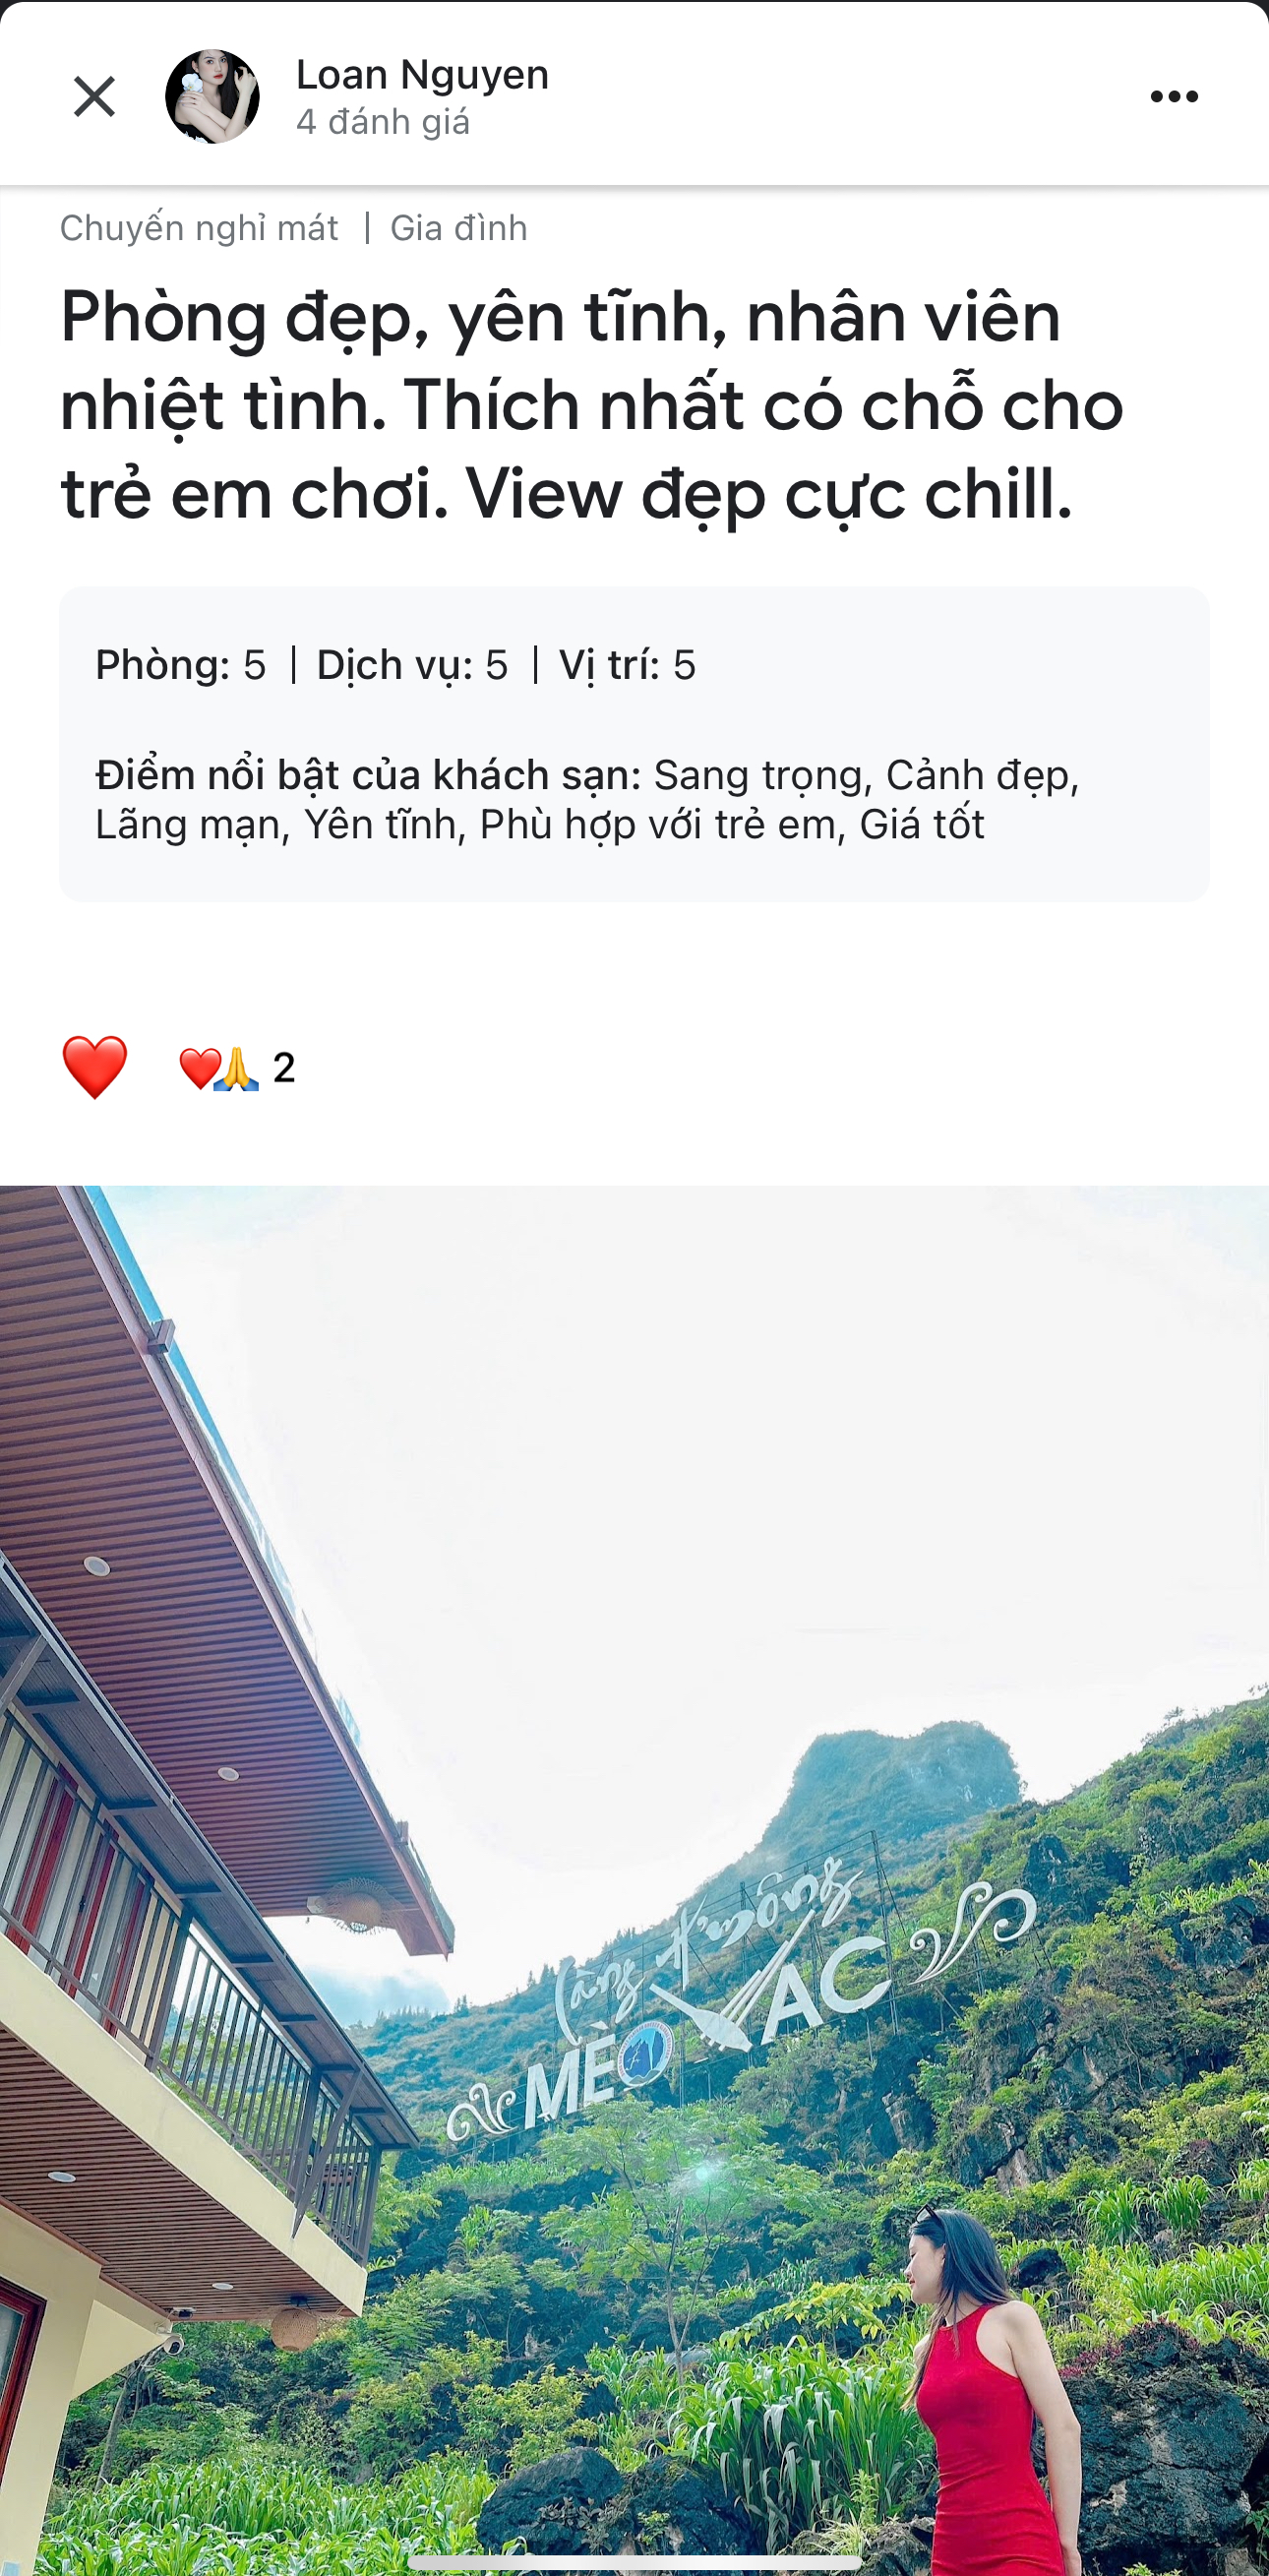 Loan Nguyen
4 đánh giá
Chuyến nghỉ mát | Gia đình
Phòng đẹp, yên tĩnh, nhân viên
nhiệt tình. Thích nhất có chỗ cho
trẻ em chơi. View đẹp cực chill.
Phòng: 5 | Dịch vụ: 5 | Vị trí: 5
Điểm nổi bật của khách sạn: Sang trọng, Cảnh đẹp,
Lãng mạn, Yên tĩnh, Phù hợp với trẻ em, Giá tốt
2
Làng H'mông
MÈO VẠC